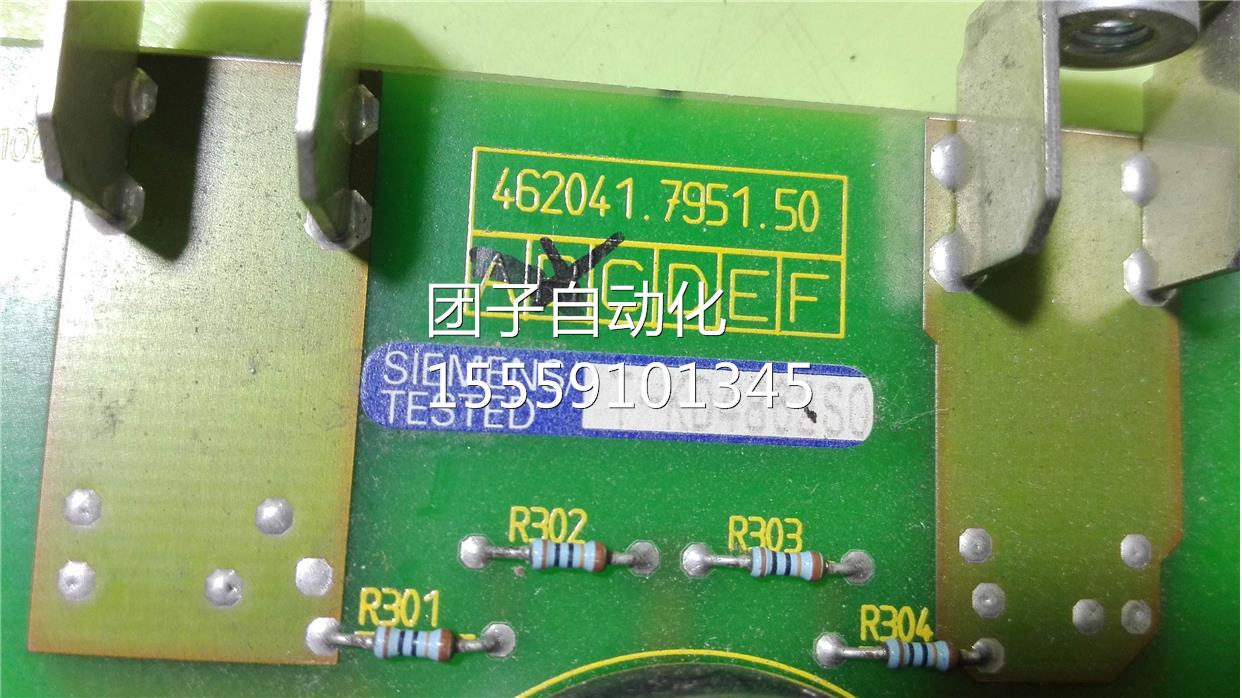 462041.7951.50
A B C D E F
团子自动化
SIEMENS
TESTED
15559101345
R302
R303
R301
R304